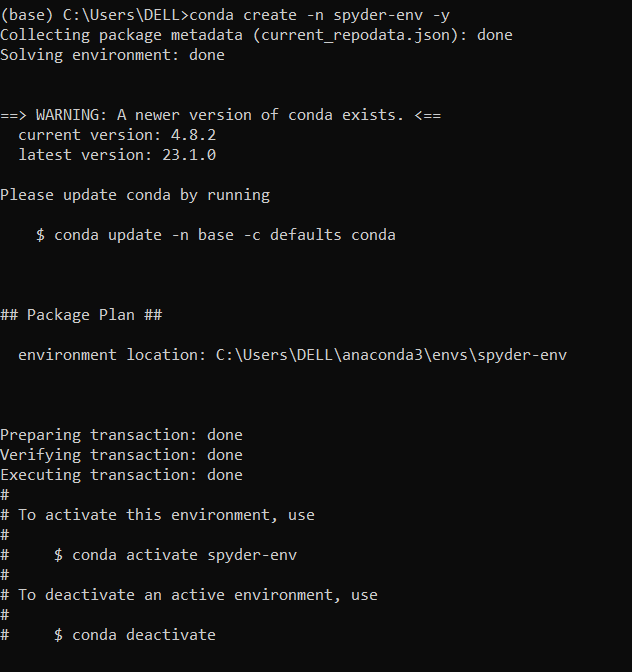 (base) C:\Users\DELL>conda create -n spyder-env -y
Collecting package metadata (current_repodata.json): done
Solving environment: done
==> WARNING: A newer version of conda exists. <==
  current version: 4.8.2
  latest version: 23.1.0
Please update conda by running
    $ conda update -n base -c defaults conda
## Package Plan ##
  environment location: C:\Users\DELL\anaconda3\envs\spyder-env
Preparing transaction: done
Verifying transaction: done
Executing transaction: done
#
# To activate this environment, use
#
#     $ conda activate spyder-env
#
# To deactivate an active environment, use
#
#     $ conda deactivate